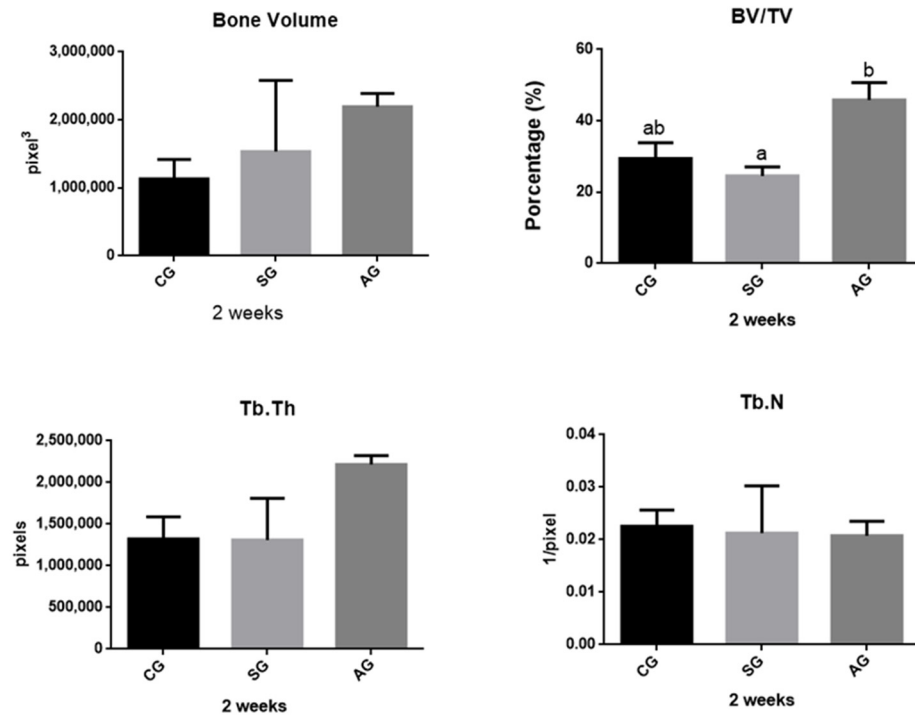 Bone Volume
3,000,000
2,000,000
1,000,000
0
pixel³
CG
SG
AG
2 weeks
BV/TV
60
40
20
0
Porcentage (%)
ab
a
b
CG
SG
AG
2 weeks
Tb.Th
2,500,000
2,000,000
1,500,000
1,000,000
500,000
0
pixels
CG
SG
AG
2 weeks
Tb.N
0.04
0.03
0.02
0.01
0.00
1/pixel
CG
SG
AG
2 weeks